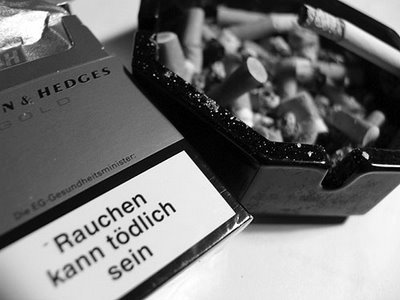 N & HEDGES
GOLD
Die EG-Gesundheitsminister:
Rauchen
kann tödlich
sein